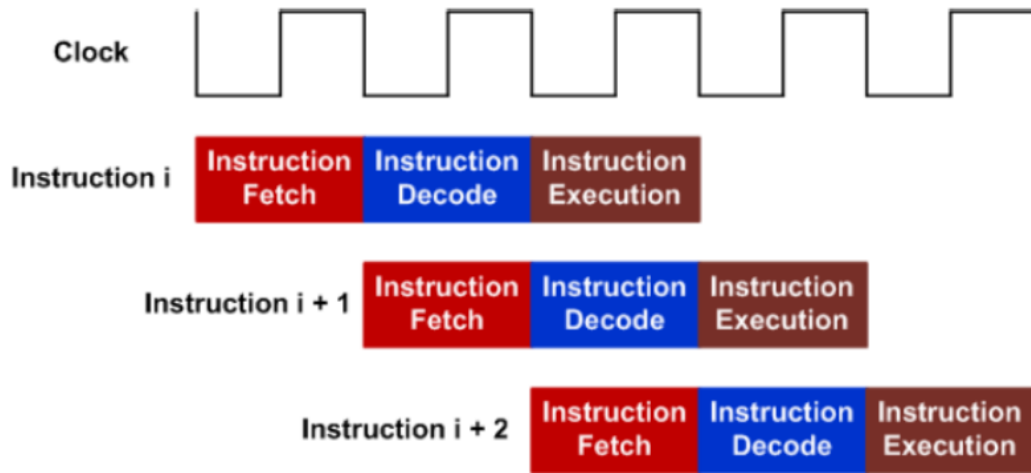 Clock
Instruction i
Instruction
Fetch
Instruction
Decode
Instruction
Execution
Instruction i + 1
Instruction
Fetch
Instruction
Decode
Instruction
Execution
Instruction i + 2
Instruction
Fetch
Instruction
Decode
Instruction
Execution